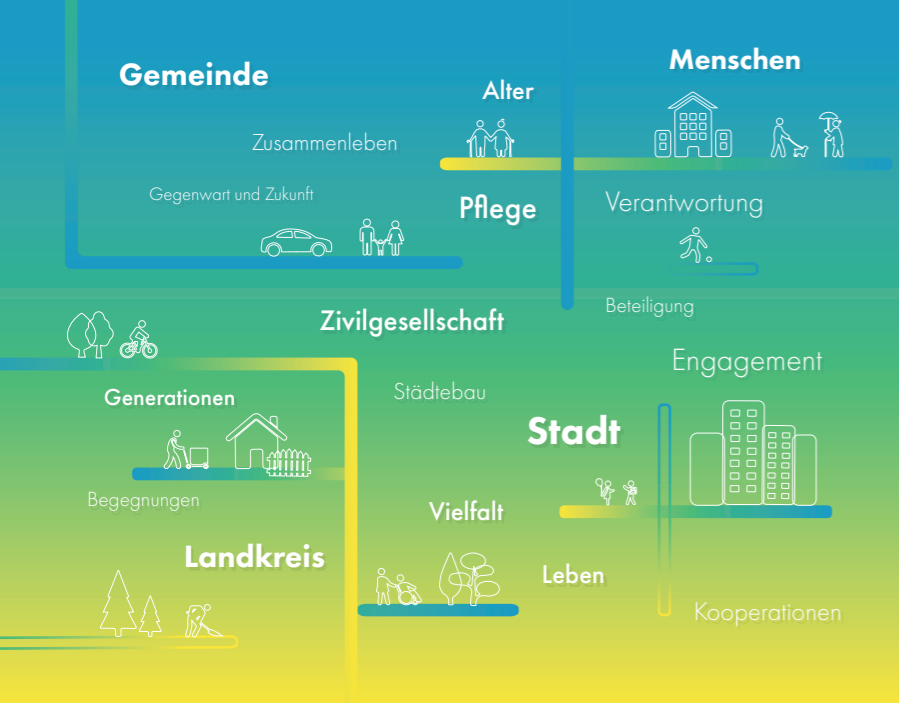 Menschen
Gemeinde
Alter
Zusammenleben
Gegenwart und Zukunft
Pflege
Verantwortung
Beteiligung
Zivilgesellschaft
Engagement
Generationen
Städtebau
Stadt
Begegnungen
Vielfalt
Landkreis
Leben
Kooperationen